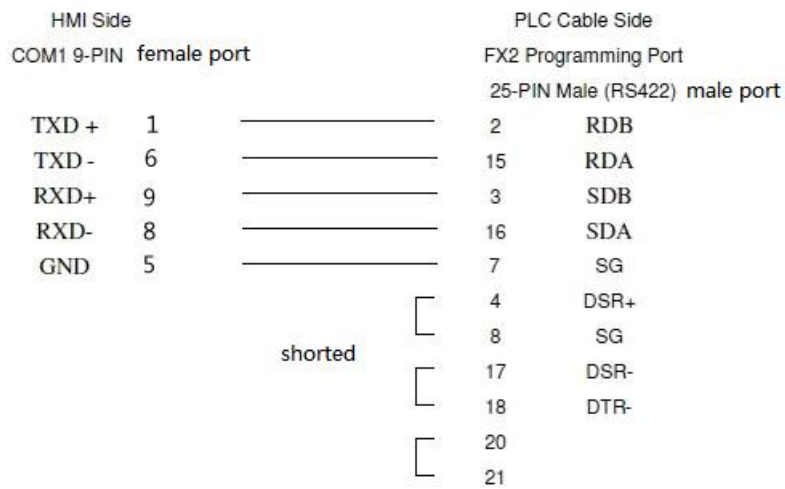 HMI Side PLC Cable Side
COM1 9-PIN female port FX2 Programming Port
25-PIN Male (RS422) male port
TXD + 1 2 RDB
TXD - 6 15 RDA
RXD+ 9 3 SDB
RXD- 8 16 SDA
GND 5 7 SG
4 DSR+
8 SG
shorted
17 DSR-
18 DTR-
20
21